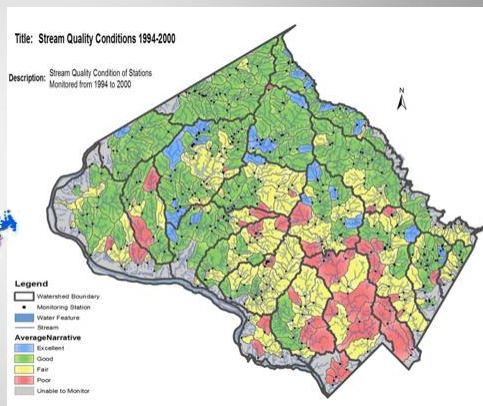 Title: Stream Quality Conditions 1994-2000
Description: Stream Quality Condition of Stations
Monitored from 1994 to 2000
N
Legend
Watershed Boundary
Monitoring Station
Water Feature
Stream
AverageNarrative
Excellent
Good
Fair
Poor
Unable to Monitor